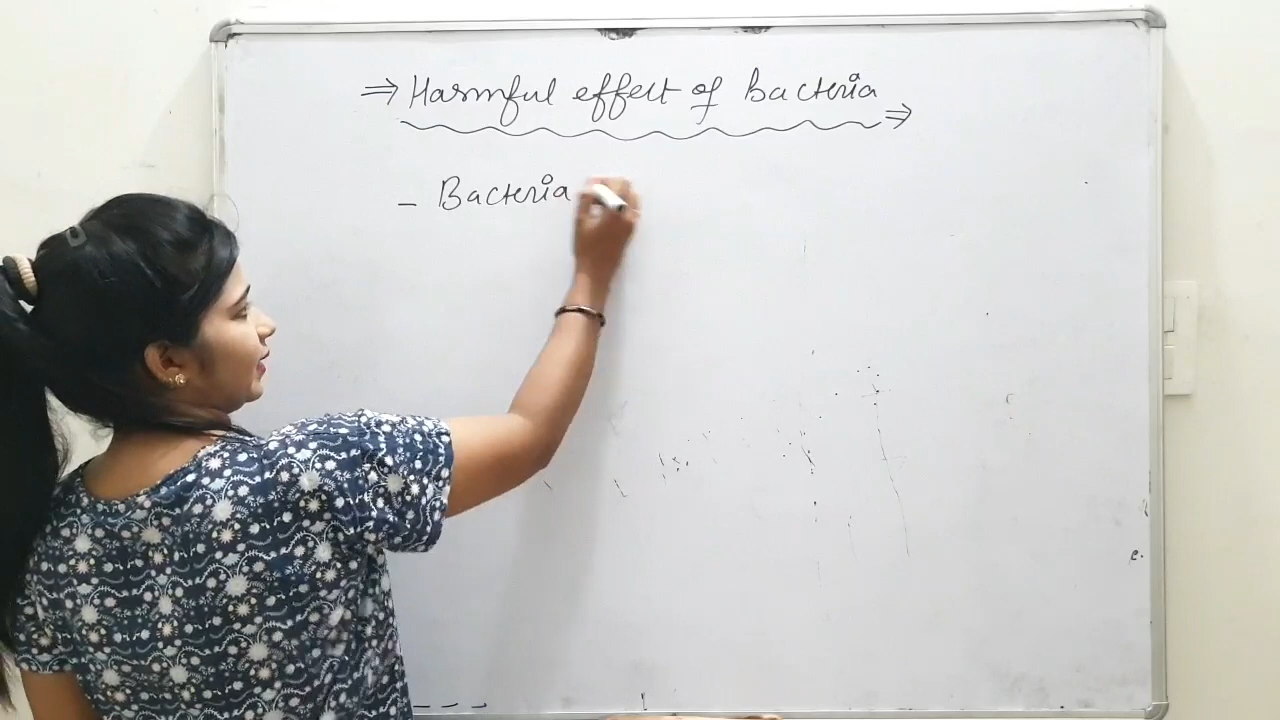 ⇒ Harmful effect of bacteria ⇒
- Bacteria